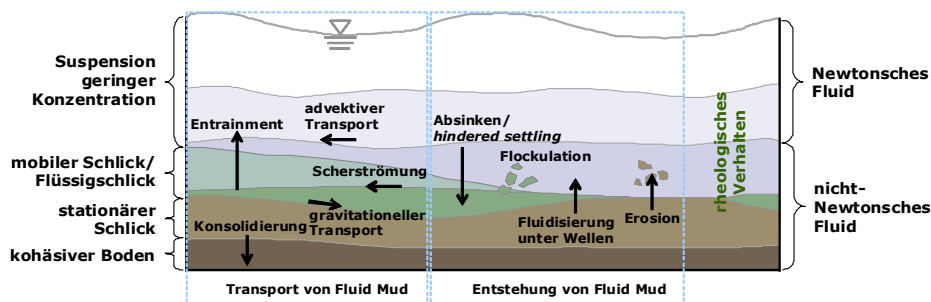 Suspension
geringer
Konzentration
mobiler Schlick/
Flüssigschlick
stationärer
Schlick
kohäsiver Boden
Entrainment
advektiver
Transport
Scherströmung
gravitationeller
Transport
Konsolidierung
Absinken/
hindered settling
Flockulation
Fluidisierung
unter Wellen
Erosion
rheologisches
Verhalten
Newtonsches
Fluid
nicht-
Newtonsches
Fluid
Transport von Fluid Mud
Entstehung von Fluid Mud